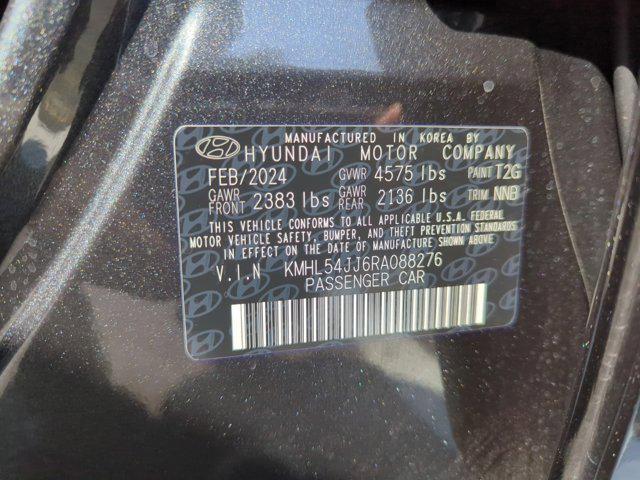 MANUFACTURED IN KOREA BY
HYUNDAI MOTOR COMPANY
FEB/2024 GVWR 4575 lbs PAINT T2G
GAWR FRONT 2383 lbs GAWR REAR 2136 lbs TRIM NNB
THIS VEHICLE CONFORMS TO ALL APPLICABLE U.S.A. FEDERAL
MOTOR VEHICLE SAFETY, BUMPER, AND THEFT PREVENTION STANDARDS
IN EFFECT ON THE DATE OF MANUFACTURE SHOWN ABOVE.
V.I.N KMHL54JJ6RA088276
PASSENGER CAR